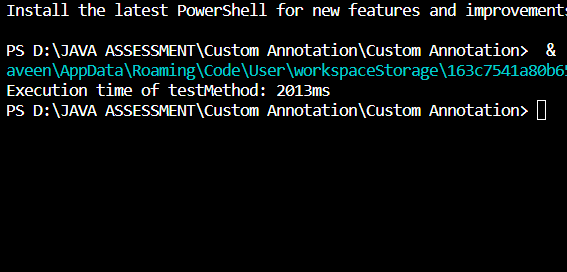 Install the latest PowerShell for new features and improvements
PS D:\JAVA ASSESSMENT\Custom Annotation\Custom Annotation> &
aveen\AppData\Roaming\Code\User\workspaceStorage\163c7541a80b65
Execution time of testMethod: 2013ms
PS D:\JAVA ASSESSMENT\Custom Annotation\Custom Annotation>